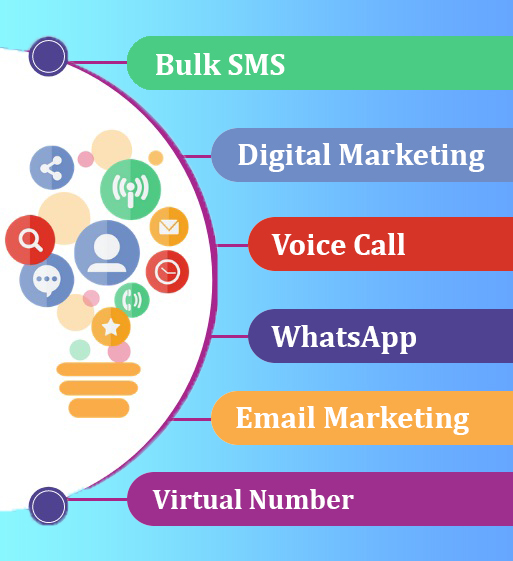 Bulk SMS
Digital Marketing
Voice Call
WhatsApp
Email Marketing
Virtual Number